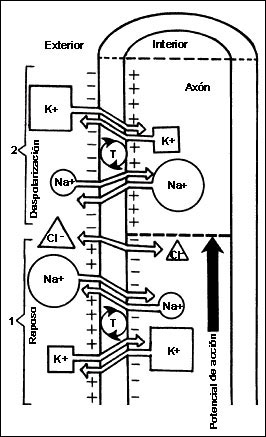 Exterior
Interior
Axón
K+
K+
2
Despolarización
T
Na+
Na+
Cl -
Cl-
Na+
Na+
1
Reposo
T
K+
K+
Potencial de acción